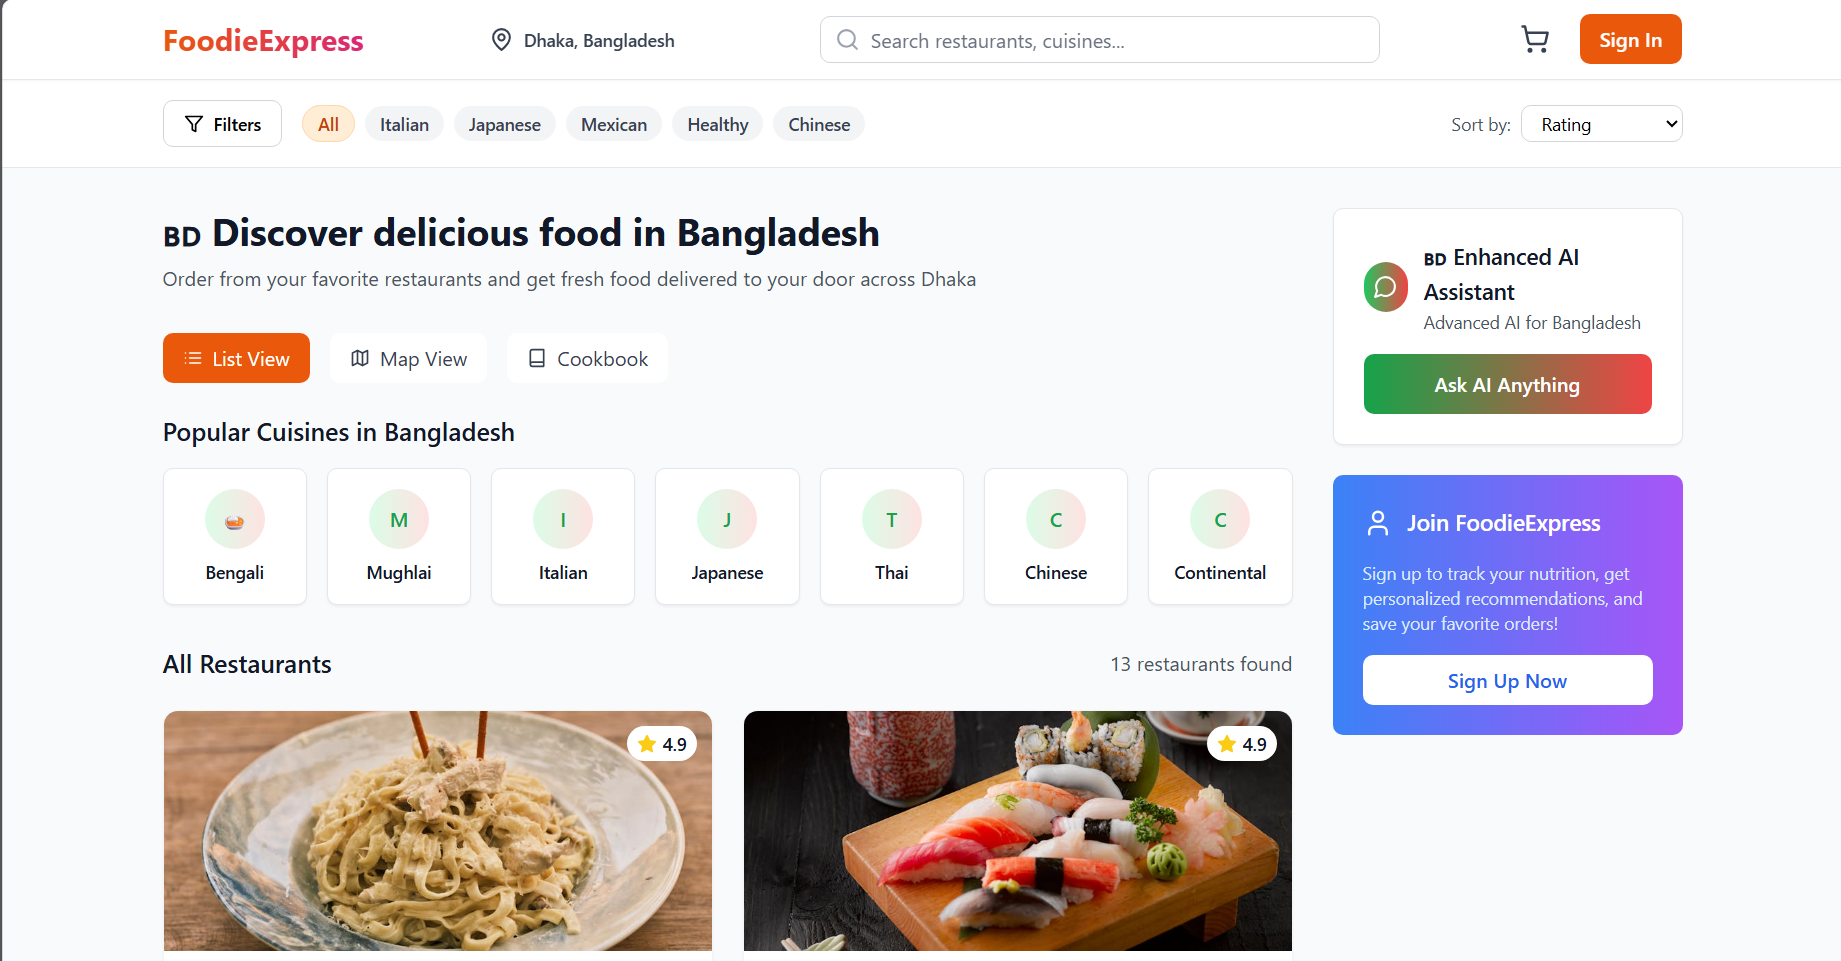 FoodieExpress
Dhaka, Bangladesh
Search restaurants, cuisines...
Sign In
Filters
All
Italian
Japanese
Mexican
Healthy
Chinese
Sort by:
Rating
BD Discover delicious food in Bangladesh
Order from your favorite restaurants and get fresh food delivered to your door across Dhaka
List View
Map View
Cookbook
Popular Cuisines in Bangladesh
Bengali
M
Mughlai
I
Italian
J
Japanese
T
Thai
C
Chinese
C
Continental
All Restaurants
13 restaurants found
4.9
4.9
BD Enhanced AI
Assistant
Advanced AI for Bangladesh
Ask AI Anything
Join FoodieExpress
Sign up to track your nutrition, get
personalized recommendations, and
save your favorite orders!
Sign Up Now